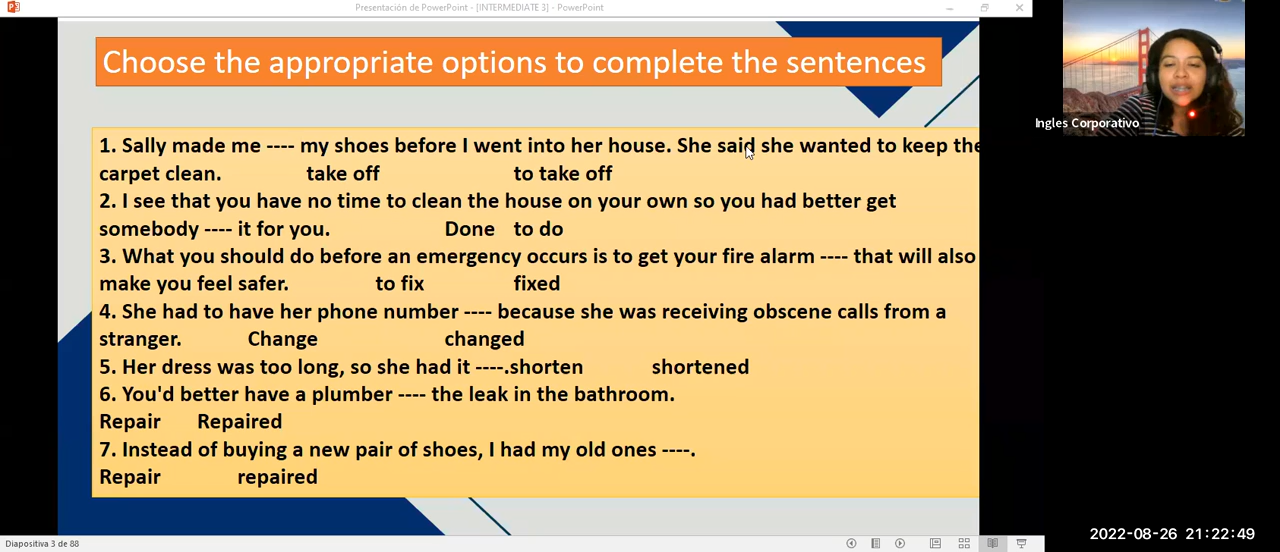 Presentación de PowerPoint - [INTERMEDIATE 3] - PowerPoint
Choose the appropriate options to complete the sentences
1. Sally made me ---- my shoes before I went into her house. She said she wanted to keep the
carpet clean. take off to take off
2. I see that you have no time to clean the house on your own so you had better get
somebody ---- it for you. Done to do
3. What you should do before an emergency occurs is to get your fire alarm ---- that will also
make you feel safer. to fix fixed
4. She had to have her phone number ---- because she was receiving obscene calls from a
stranger. Change changed
5. Her dress was too long, so she had it ----.shorten shortened
6. You'd better have a plumber ---- the leak in the bathroom.
Repair Repaired
7. Instead of buying a new pair of shoes, I had my old ones ----.
Repair repaired
Ingles Corporativo
Diapositiva 3 de 88
2022-08-26 21:22:49